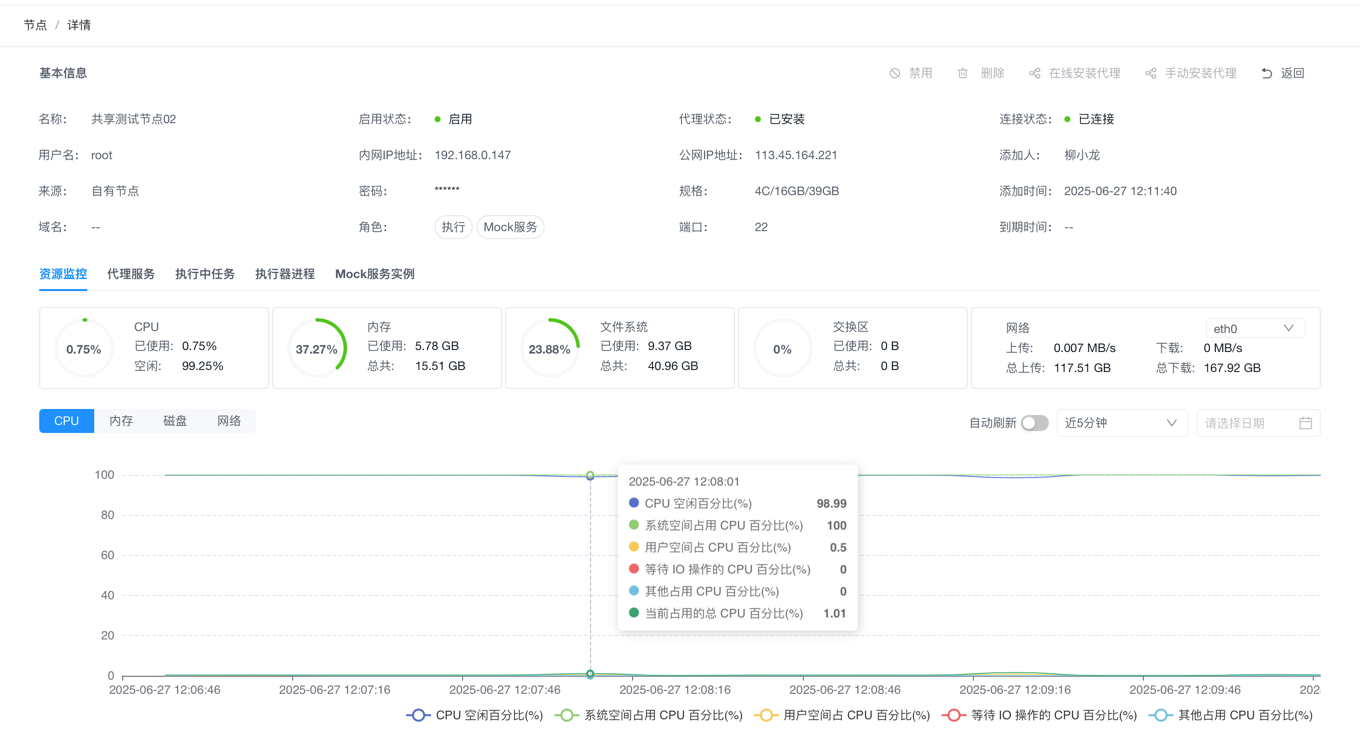 节点 / 详情
基本信息 禁用 删除 在线安装代理 手动安装代理 返回
名称： 共享测试节点02 启用状态： 启用 代理状态： 已安装 连接状态： 已连接
用户名： root 内网IP地址： 192.168.0.147 公网IP地址： 113.45.164.221 添加人： 柳小龙
来源： 自有节点 密码： ****** 规格： 4C/16GB/39GB 添加时间： 2025-06-27 12:11:40
域名： -- 角色： 执行 Mock服务 端口： 22 到期时间： --
资源监控 代理服务 执行中任务 执行器进程 Mock服务实例
0.75% CPU
已使用： 0.75%
空闲： 99.25%
37.27% 内存
已使用： 5.78 GB
总共： 15.51 GB
23.88% 文件系统
已使用： 9.37 GB
总共： 40.96 GB
0% 交换区
已使用： 0 B
总共： 0 B
网络 eth0
上传： 0.007 MB/s 下载： 0 MB/s
总上传： 117.51 GB 总下载： 167.92 GB
CPU 内存 磁盘 网络 自动刷新 近5分钟 请选择日期
100
80
60
40
20
0
2025-06-27 12:08:01
CPU 空闲百分比(%) 98.99
系统空间占用 CPU 百分比(%) 100
用户空间占 CPU 百分比(%) 0.5
等待 IO 操作的 CPU 百分比(%) 0
其他占用 CPU 百分比(%) 0
当前占用的总 CPU 百分比(%) 1.01
2025-06-27 12:06:46 2025-06-27 12:07:16 2025-06-27 12:07:46 2025-06-27 12:08:16 2025-06-27 12:08:46 2025-06-27 12:09:16 2025-06-27 12:09:46 202
CPU 空闲百分比(%) 系统空间占用 CPU 百分比(%) 用户空间占 CPU 百分比(%) 等待 IO 操作的 CPU 百分比(%) 其他占用 CPU 百分比(%)